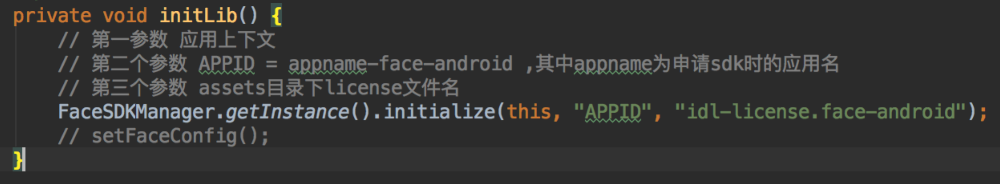 private void initLib() {
// 第一参数 应用上下文
// 第二个参数 APPID = appname-face-android ,其中appname为申请sdk时的应用名
// 第三个参数 assets目录下license文件名
FaceSDKManager.getInstance().initialize(this, "APPID", "idl-license.face-android");
// setFaceConfig();
}